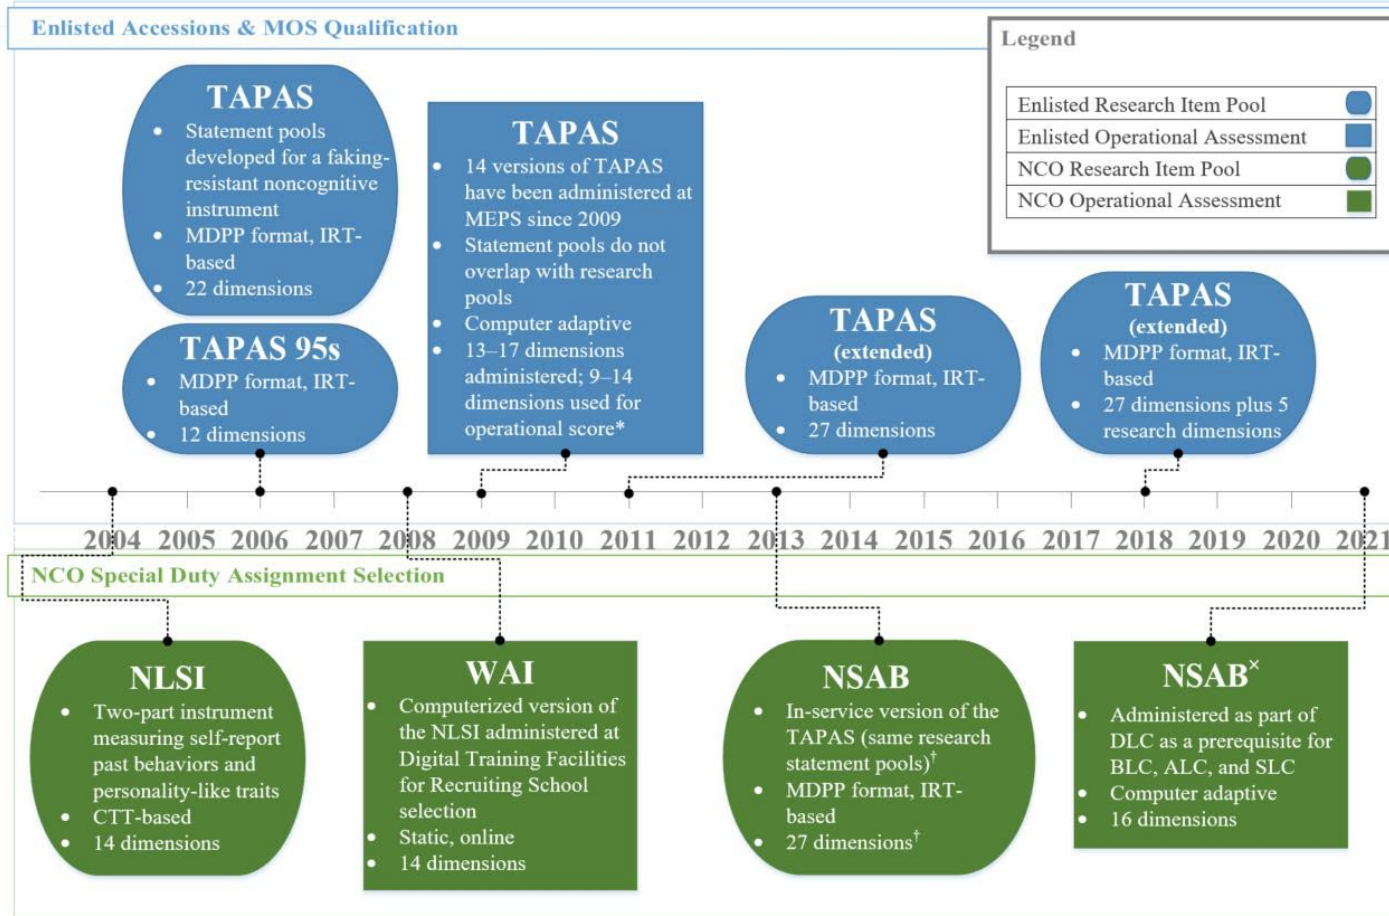 Enlisted Accessions & MOS Qualification
Legend
Enlisted Research Item Pool
Enlisted Operational Assessment
NCO Research Item Pool
NCO Operational Assessment
TAPAS
• Statement pools
developed for a faking-
resistant noncognitive
instrument
• MDPP format, IRT-
based
• 22 dimensions
TAPAS 95s
• MDPP format, IRT-
based
• 12 dimensions
TAPAS
• 14 versions of TAPAS
have been administered at
MEPS since 2009
• Statement pools do not
overlap with research
pools
• Computer adaptive
• 13–17 dimensions
administered; 9–14
dimensions used for
operational score*
TAPAS
(extended)
• MDPP format, IRT-
based
• 27 dimensions
TAPAS
(extended)
• MDPP format, IRT-
based
• 27 dimensions plus 5
research dimensions
2004 2005 2006 2007 2008 2009 2010 2011 2012 2013 2014 2015 2016 2017 2018 2019 2020 2021
NCO Special Duty Assignment Selection
NLSI
• Two-part instrument
measuring self-report
past behaviors and
personality-like traits
• CTT-based
• 14 dimensions
WAI
• Computerized version of
the NLSI administered at
Digital Training Facilities
for Recruiting School
selection
• Static, online
• 14 dimensions
NSAB
• In-service version of the
TAPAS (same research
statement pools)†
• MDPP format, IRT-
based
• 27 dimensions†
NSAB×
• Administered as part of
DLC as a prerequisite for
BLC, ALC, and SLC
• Computer adaptive
• 16 dimensions